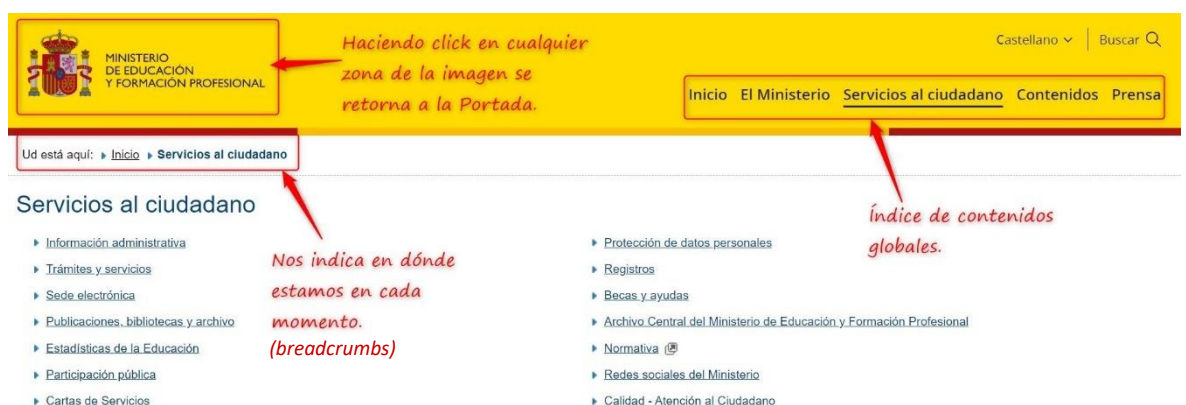 MINISTERIO
DE EDUCACIÓN
Y FORMACIÓN PROFESIONAL
Haciendo click en cualquier
zona de la imagen se
retorna a la Portada.
Castellano
Buscar
Inicio El Ministerio Servicios al ciudadano Contenidos Prensa
Ud está aquí: Inicio Servicios al ciudadano
Servicios al ciudadano
Información administrativa
Trámites y servicios
Sede electrónica
Publicaciones, bibliotecas y archivo
Estadísticas de la Educación
Participación pública
Cartas de Servicios
Nos indica en dónde
estamos en cada
momento.
(breadcrumbs)
Protección de datos personales
Registros
Becas y ayudas
Archivo Central del Ministerio de Educación y Formación Profesional
Normativa
Redes sociales del Ministerio
Calidad - Atención al Ciudadano
Índice de contenidos
globales.